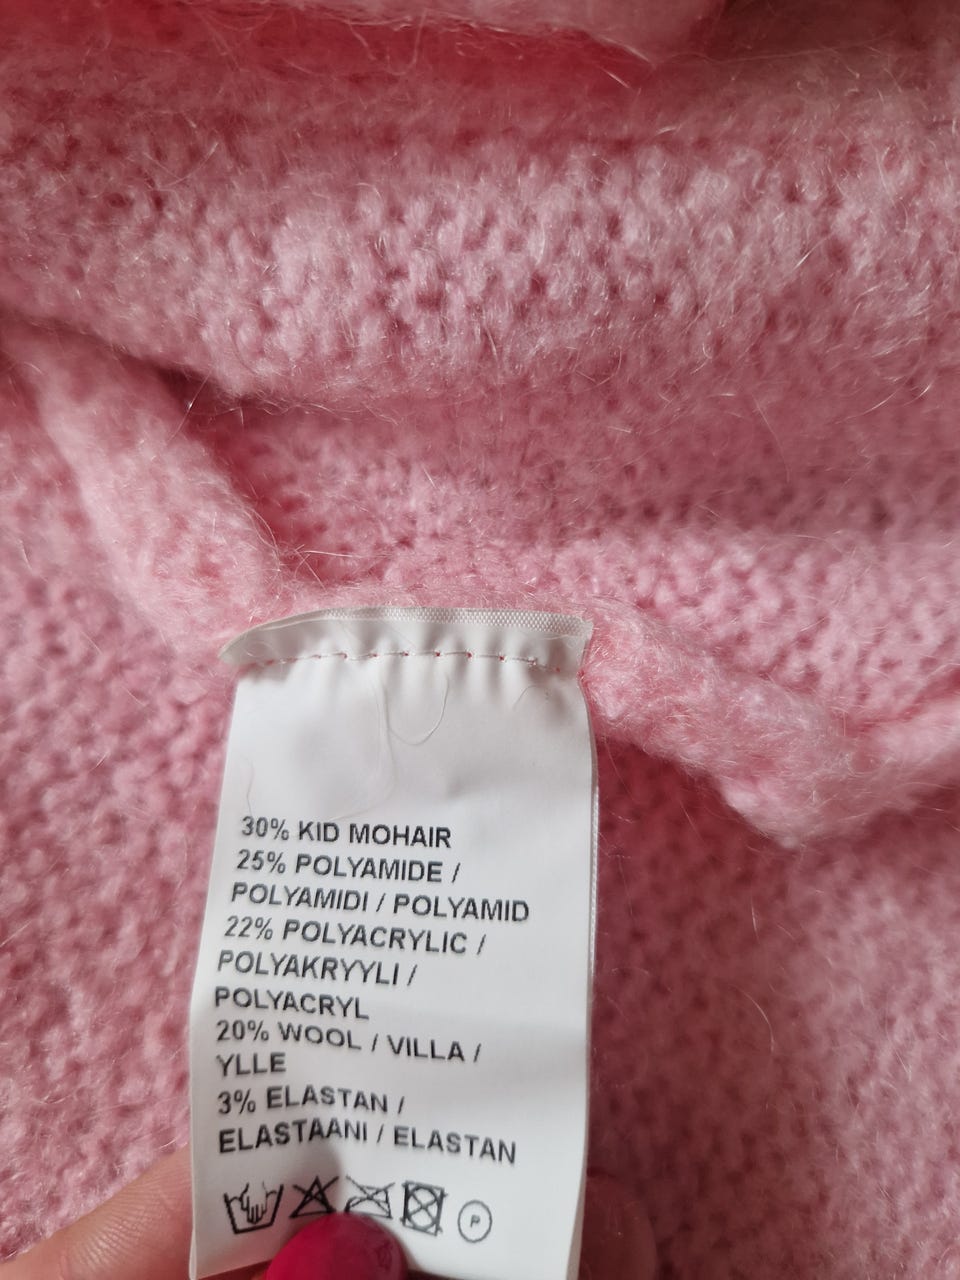 30% KID MOHAIR
25% POLYAMIDE /
POLYAMIDI / POLYAMID
22% POLYACRYLIC /
POLYAKRYYLI /
POLYACRYL
20% WOOL / VILLA /
YLLE
3% ELASTAN /
ELASTAANI / ELASTAN
P